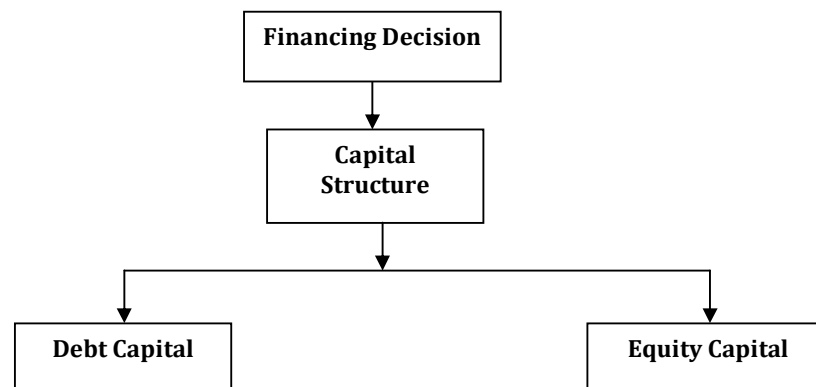 Financing Decision
Capital
Structure
Debt Capital
Equity Capital